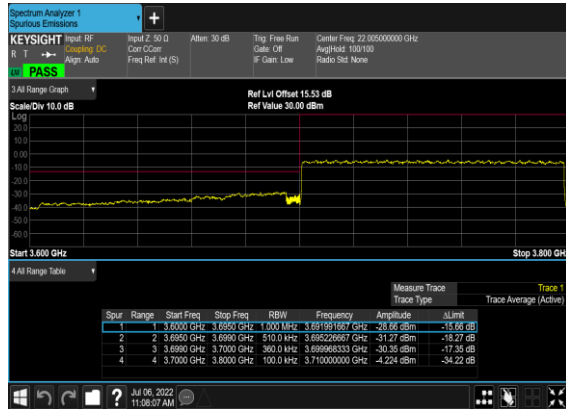 Spectrum Analyzer 1
Spurious Emissions
KEYSIGHT Input: RF Input Z: 50 Ω Atten: 30 dB Trig: Free Run Center Freq: 22.005000000 GHz
R T Coupling: DC Corr CCorr Gate: Off Avg|Hold: 100/100
Align: Auto Freq Ref: Int (S) IF Gain: Low Radio Std: None
PASS
3 All Range Graph
Ref Lvl Offset 15.53 dB
Scale/Div 10.0 dB Ref Value 30.00 dBm
Log
20.0
10.0
0.00
-10.0
-20.0
-30.0
-40.0
-50.0
-60.0
Start 3.600 GHz Stop 3.800 GHz
4 All Range Table
Measure Trace Trace 1
Trace Type Trace Average (Active)
Spur Range Start Freq Stop Freq RBW Frequency Amplitude ΔLimit
1 1 3.6000 GHz 3.6950 GHz 1.000 MHz 3.691991667 GHz -28.66 dBm -15.66 dB
2 2 3.6950 GHz 3.6990 GHz 510.0 kHz 3.695226667 GHz -31.27 dBm -18.27 dB
3 3 3.6990 GHz 3.7000 GHz 360.0 kHz 3.699968333 GHz -30.35 dBm -17.35 dB
4 4 3.7000 GHz 3.8000 GHz 100.0 kHz 3.710000000 GHz -4.224 dBm -34.22 dB
Jul 06, 2022
11:08:07 AM